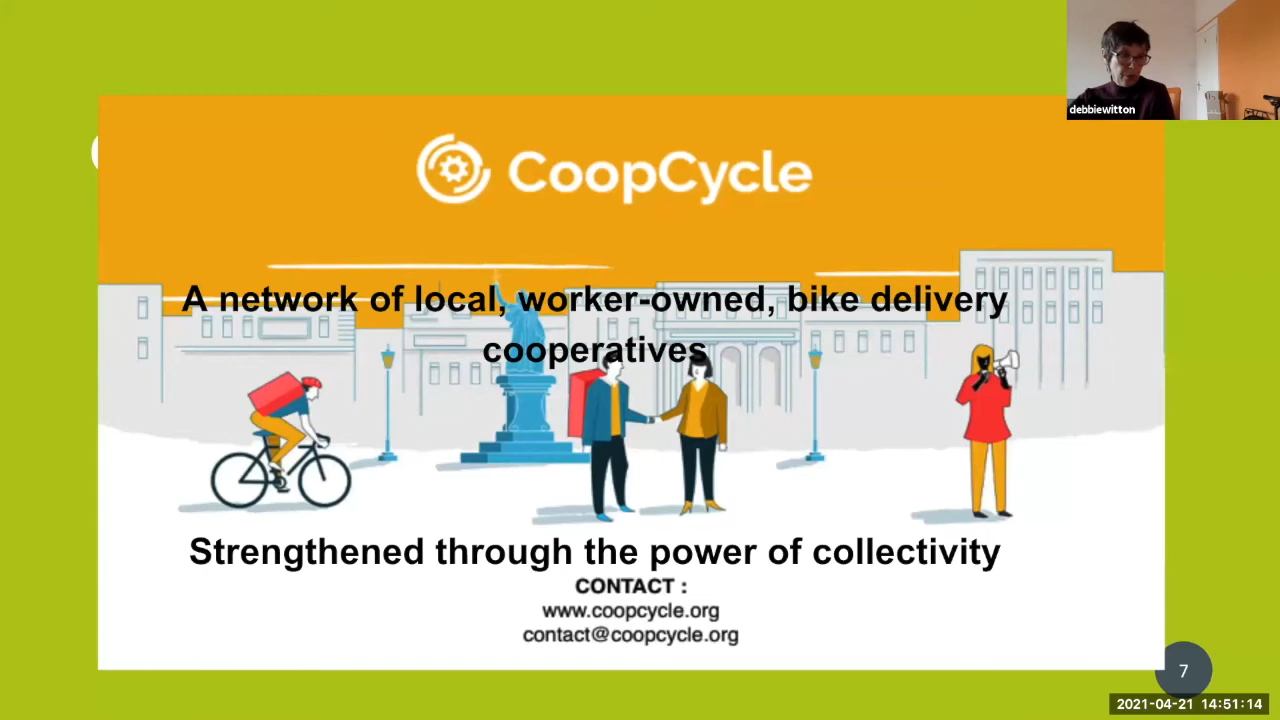 debbiewitton
CoopCycle
A network of local, worker-owned, bike delivery
cooperatives
Strengthened through the power of collectivity
CONTACT :
www.coopcycle.org
contact@coopcycle.org
7
2021-04-21 14:51:14